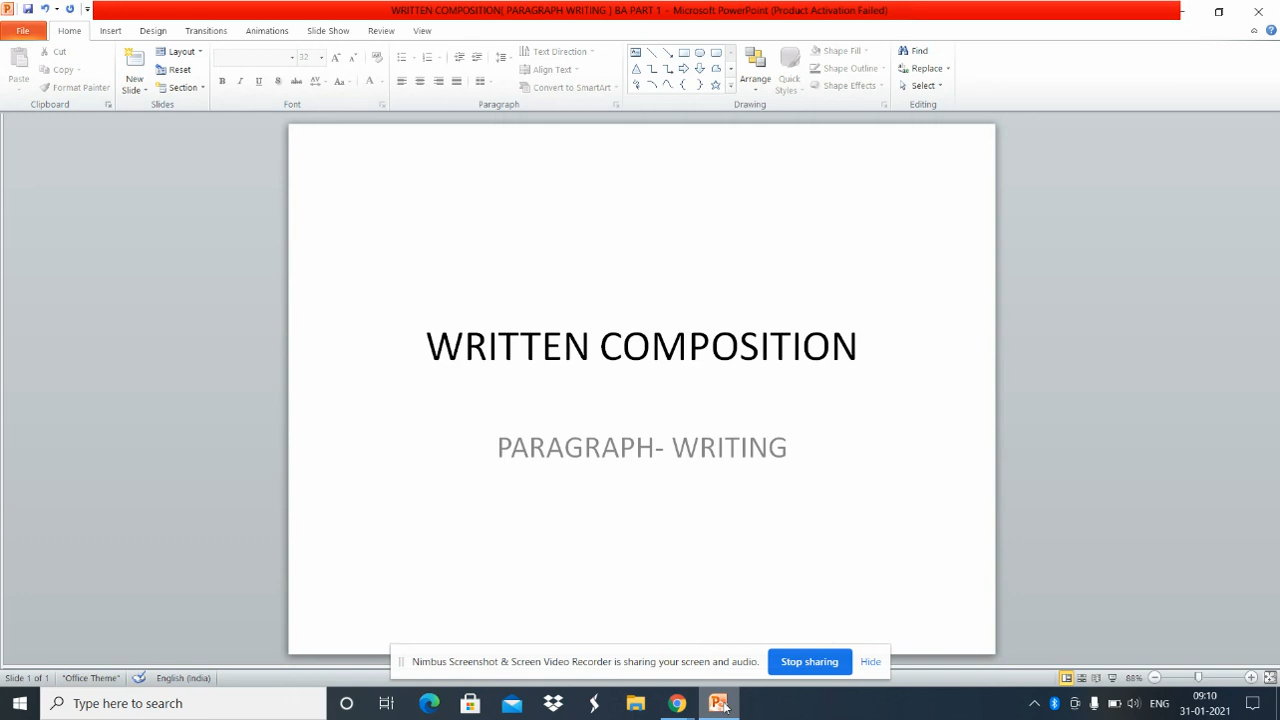 WRITTEN COMPOSITION[ PARAGRAPH WRITING ] BA PART 1 - Microsoft PowerPoint (Product Activation Failed)
File Home Insert Design Transitions Animations Slide Show Review View
Paste
Cut
Copy
Format Painter
Clipboard
New
Slide
Layout
Reset
Section
Slides
32
B I U S abc AV Aa A
Font
Text Direction
Align Text
Convert to SmartArt
Paragraph
Arrange
Quick
Styles
Shape Fill
Shape Outline
Shape Effects
Drawing
Find
Replace
Select
Editing
WRITTEN COMPOSITION
PARAGRAPH- WRITING
Nimbus Screenshot & Screen Video Recorder is sharing your screen and audio. Stop sharing Hide
Slide 1 of 1 "Office Theme" English (India) 88%
Type here to search
ENG
09:10
31-01-2021